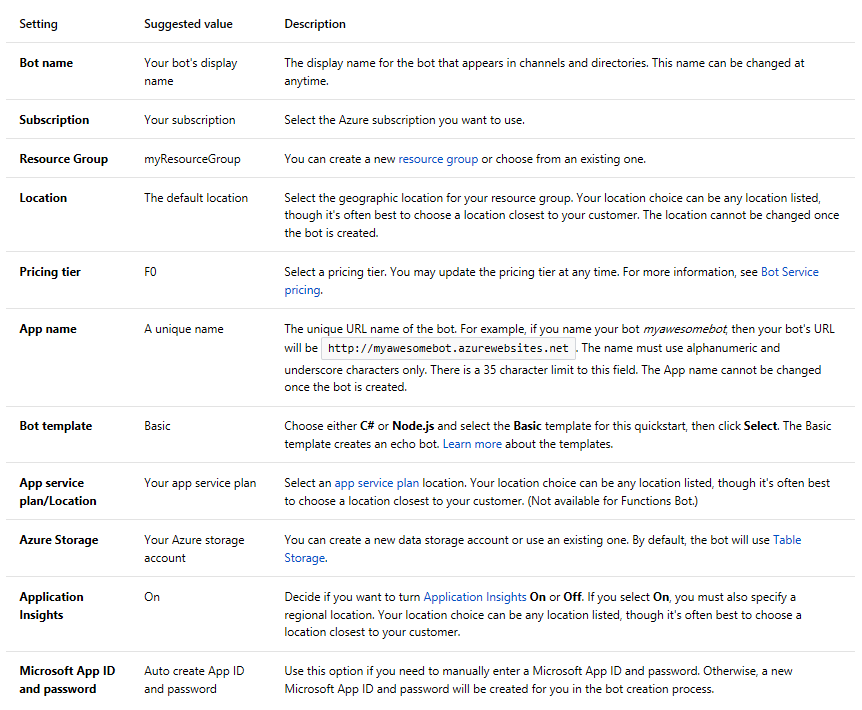 Setting Suggested value Description
Bot name Your bot's display The display name for the bot that appears in channels and directories. This name can be changed at
name anytime.
Subscription Your subscription Select the Azure subscription you want to use.
Resource Group myResourceGroup You can create a new resource group or choose from an existing one.
Location The default location Select the geographic location for your resource group. Your location choice can be any location listed,
though it's often best to choose a location closest to your customer. The location cannot be changed once
the bot is created.
Pricing tier F0 Select a pricing tier. You may update the pricing tier at any time. For more information, see Bot Service
pricing.
App name A unique name The unique URL name of the bot. For example, if you name your bot myawesomebot, then your bot's URL
will be http://myawesomebot.azurewebsites.net . The name must use alphanumeric and
underscore characters only. There is a 35 character limit to this field. The App name cannot be changed
once the bot is created.
Bot template Basic Choose either C# or Node.js and select the Basic template for this quickstart, then click Select. The Basic
template creates an echo bot. Learn more about the templates.
App service Your app service plan Select an app service plan location. Your location choice can be any location listed, though it's often best
plan/Location to choose a location closest to your customer. (Not available for Functions Bot.)
Azure Storage Your Azure storage You can create a new data storage account or use an existing one. By default, the bot will use Table
account Storage.
Application On Decide if you want to turn Application Insights On or Off. If you select On, you must also specify a
Insights regional location. Your location choice can be any location listed, though it's often best to choose a
location closest to your customer.
Microsoft App ID Auto create App ID Use this option if you need to manually enter a Microsoft App ID and password. Otherwise, a new
and password and password Microsoft App ID and password will be created for you in the bot creation process.